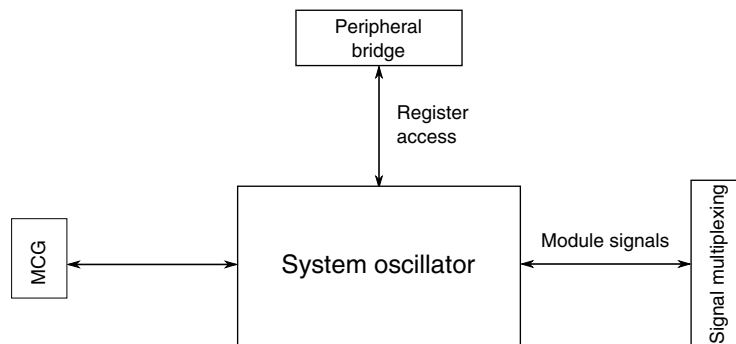 Peripheral
bridge
Register
access
MCG
System oscillator
Module signals
Signal multiplexing